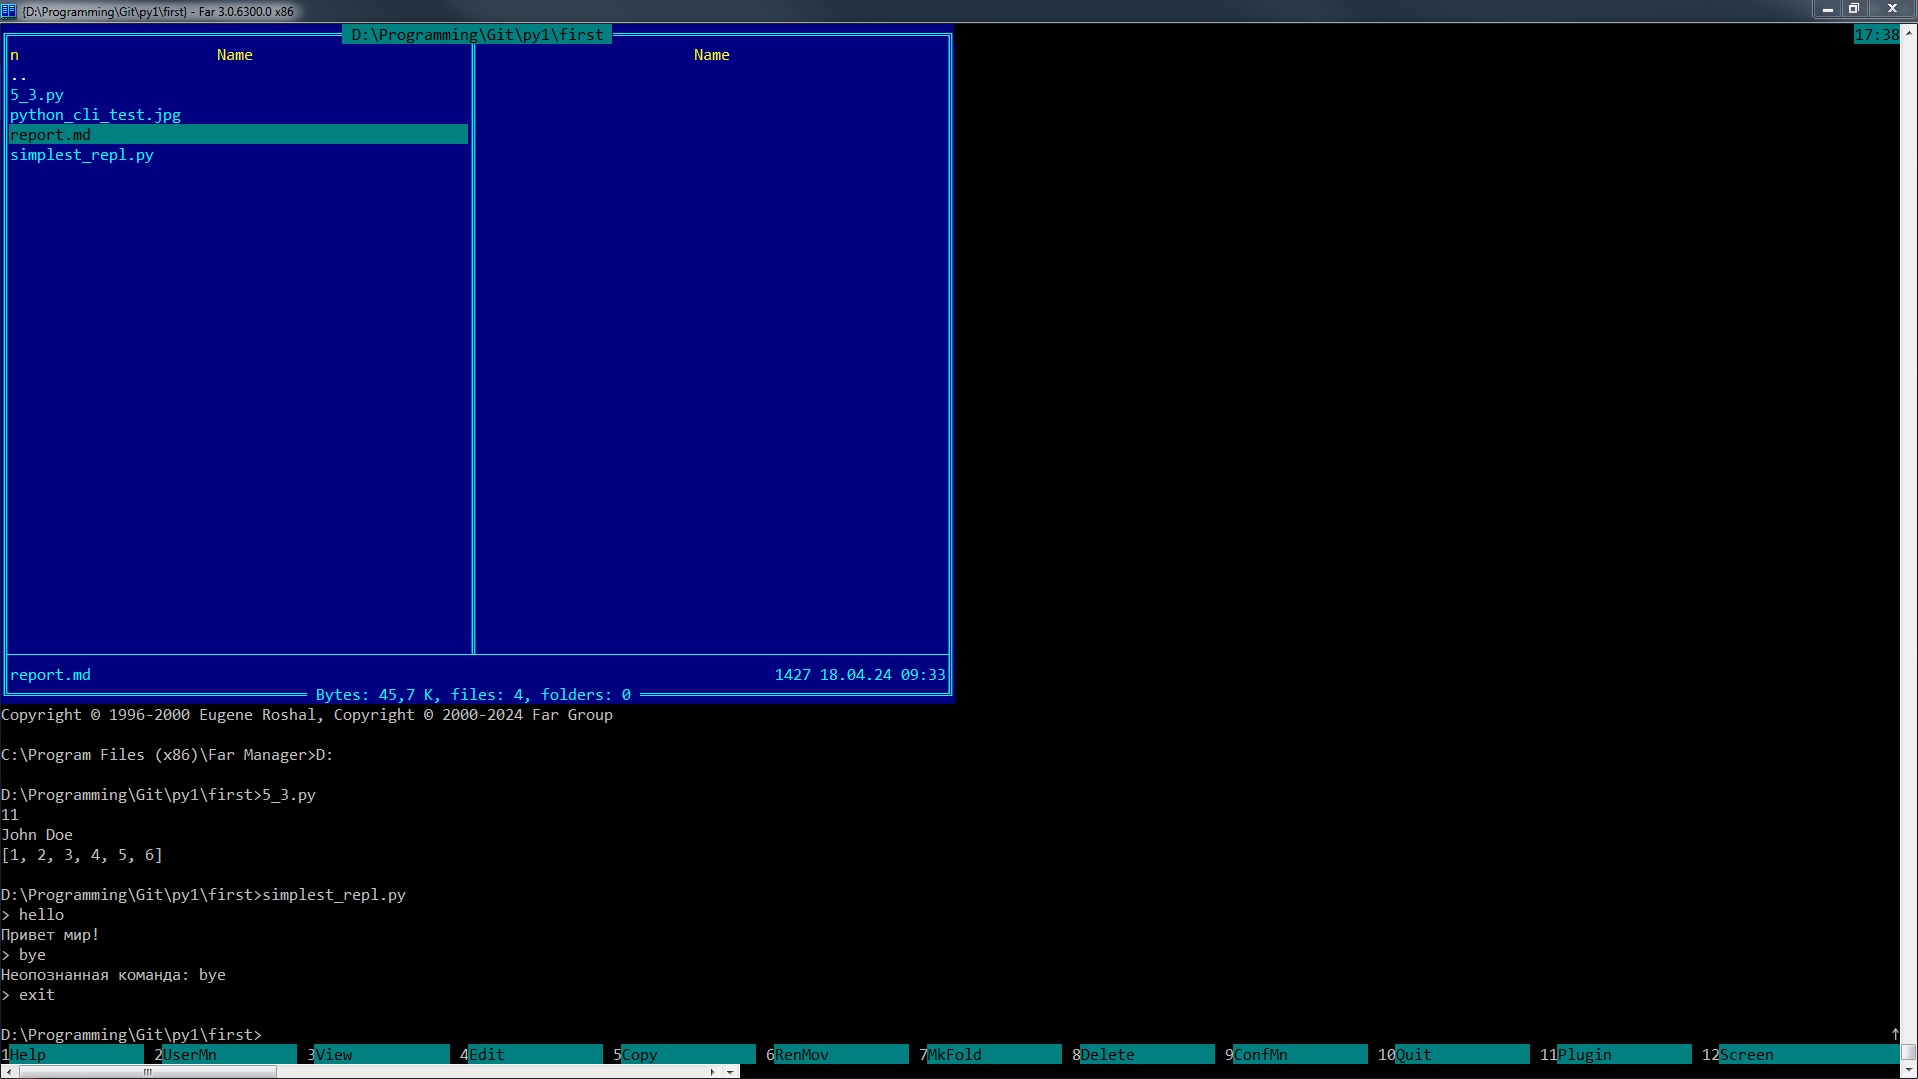 {D:\Programming\Git\py1\first} - Far 3.0.6300.0 x86
D:\Programming\Git\py1\first
17:38
n Name Name
..
5_3.py
python_cli_test.jpg
report.md
simplest_repl.py
report.md 1427 18.04.24 09:33
Bytes: 45,7 K, files: 4, folders: 0
Copyright © 1996-2000 Eugene Roshal, Copyright © 2000-2024 Far Group
C:\Program Files (x86)\Far Manager>D:
D:\Programming\Git\py1\first>5_3.py
11
John Doe
[1, 2, 3, 4, 5, 6]
D:\Programming\Git\py1\first>simplest_repl.py
> hello
Привет мир!
> bye
Неопознанная команда: bye
> exit
D:\Programming\Git\py1\first>
1Help 2UserMn 3View 4Edit 5Copy 6RenMov 7MkFold 8Delete 9ConfMn 10Quit 11Plugin 12Screen